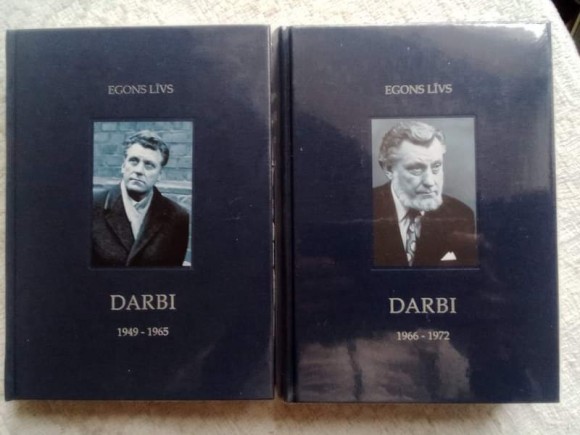 EGONS LĪVS
DARBI
1949 - 1965
EGONS LĪVS
DARBI
1966 - 1972